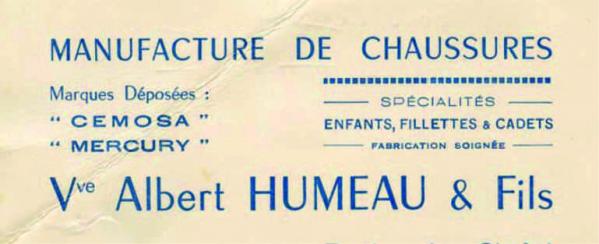 MANUFACTURE DE CHAUSSURES
Marques Déposées :
" CEMOSA "
" MERCURY "
SPÉCIALITÉS
ENFANTS, FILLETTES & CADETS
FABRICATION SOIGNÉE
Vve Albert HUMEAU & Fils